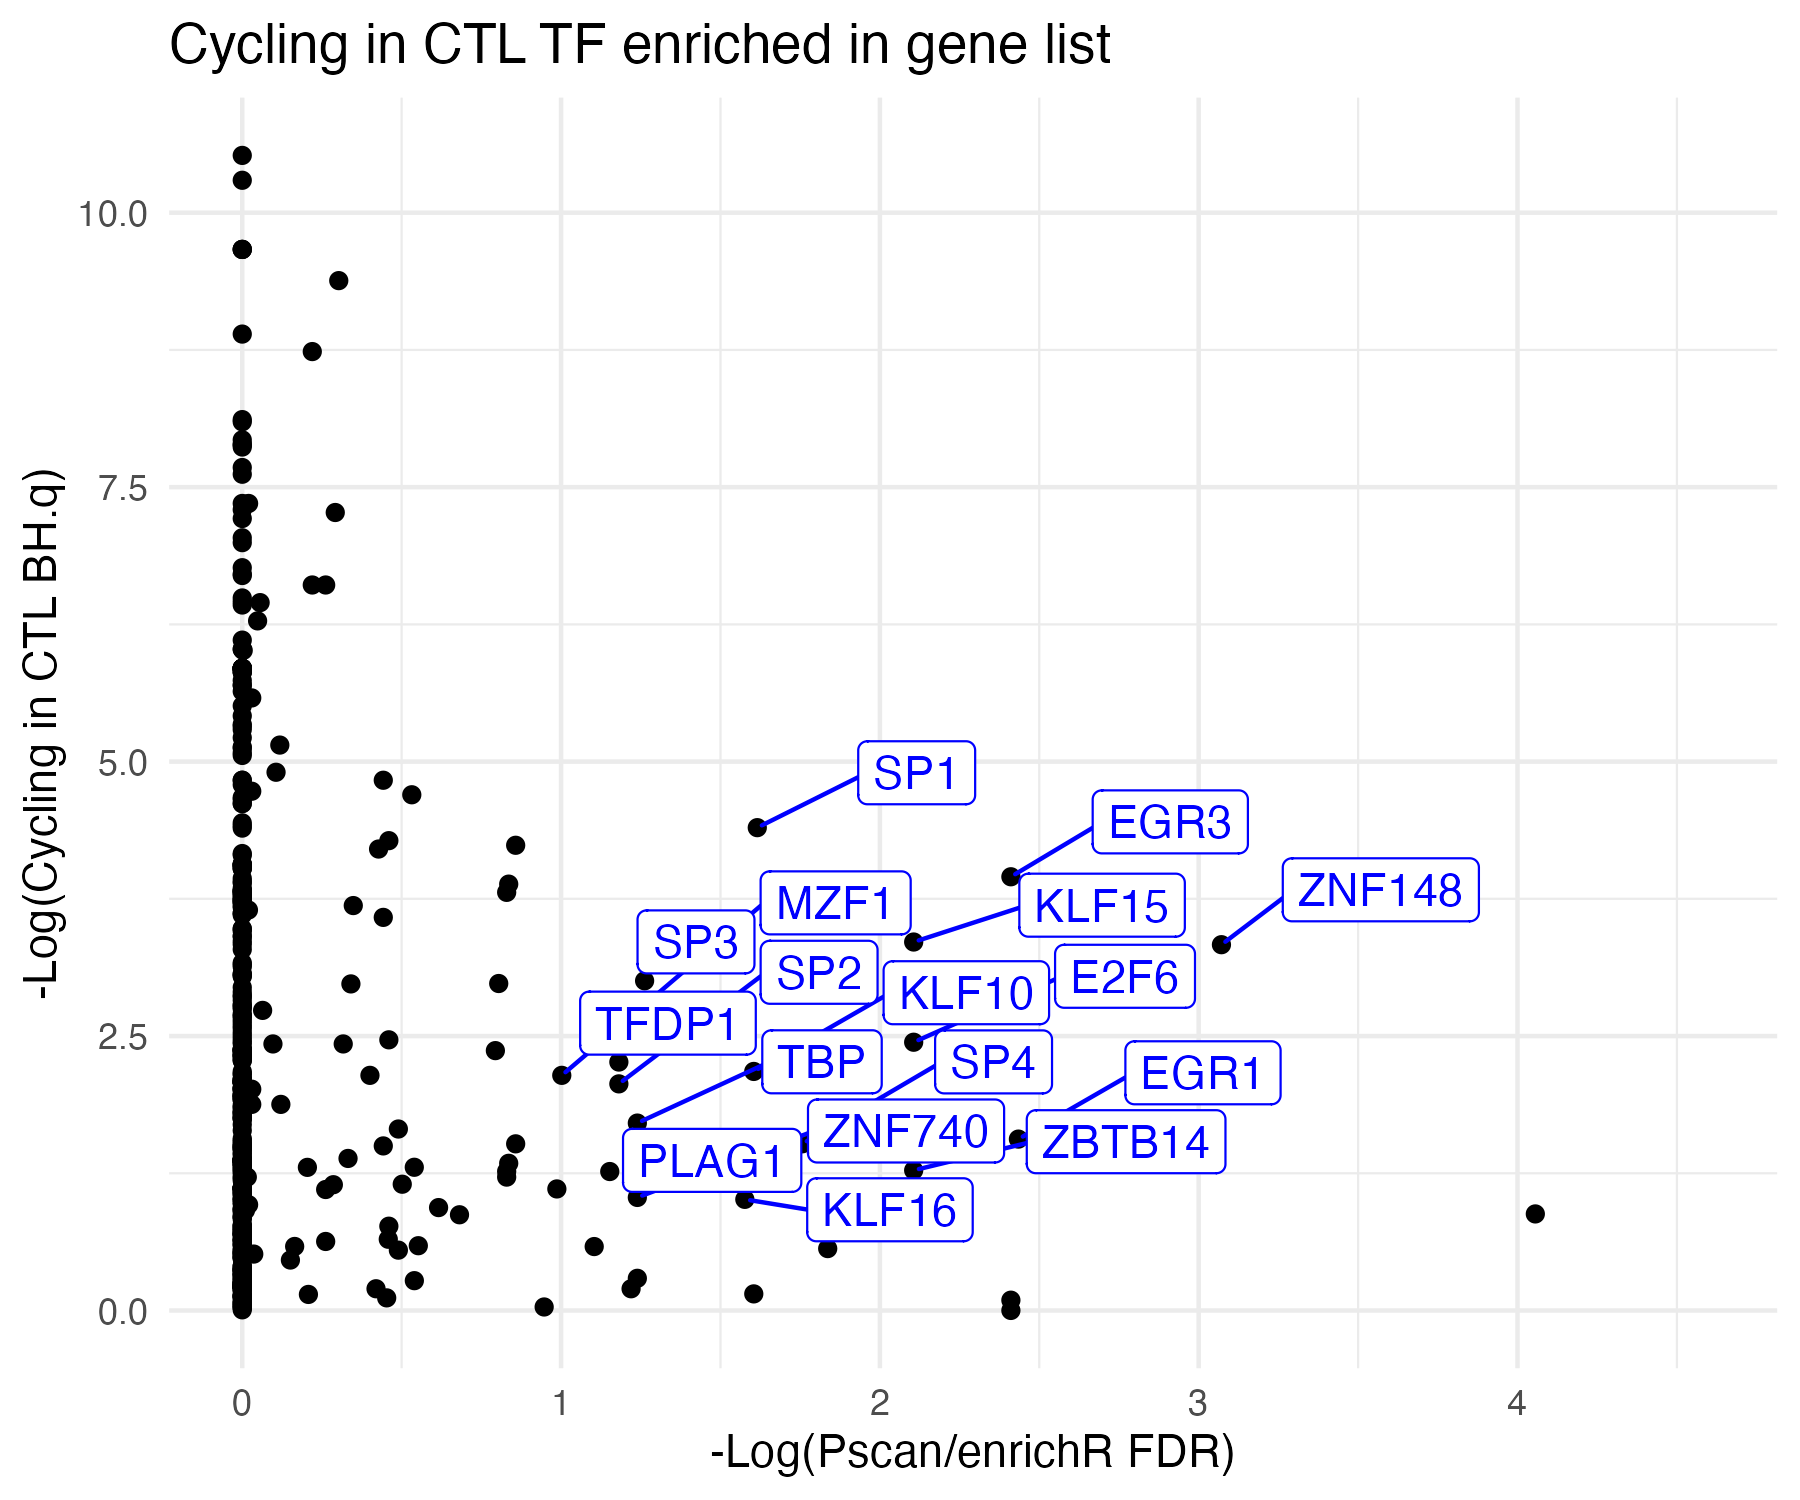 Cycling in CTL TF enriched in gene list
-Log(Cycling in CTL BH.q)
10.0
7.5
5.0
2.5
0.0
SP1
EGR3
ZNF148
MZF1
KLF15
SP3
SP2
E2F6
KLF10
TFDP1
TBP
SP4
EGR1
ZNF740
ZBTB14
PLAG1
KLF16
0
1
2
3
4
-Log(Pscan/enrichR FDR)